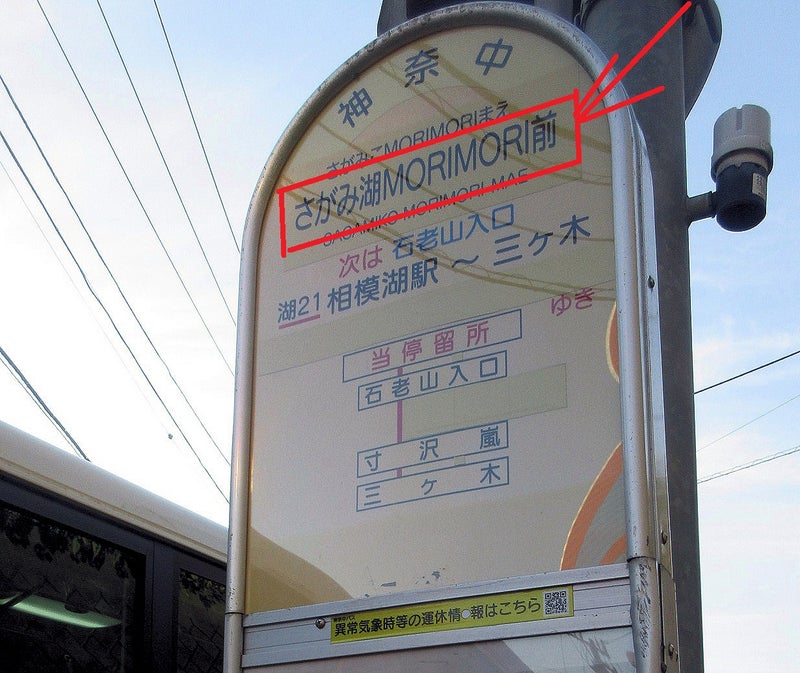 神奈中
さがみこMORIMORIまえ
さがみ湖MORIMORI前
SAGAMIKO MORIMORI-MAE
次は 石老山入口
湖21 相模湖駅 ~ 三ヶ木
ゆき
当停留所
石老山入口
寸沢嵐
三ヶ木
異常気象時等の運休情報はこちら